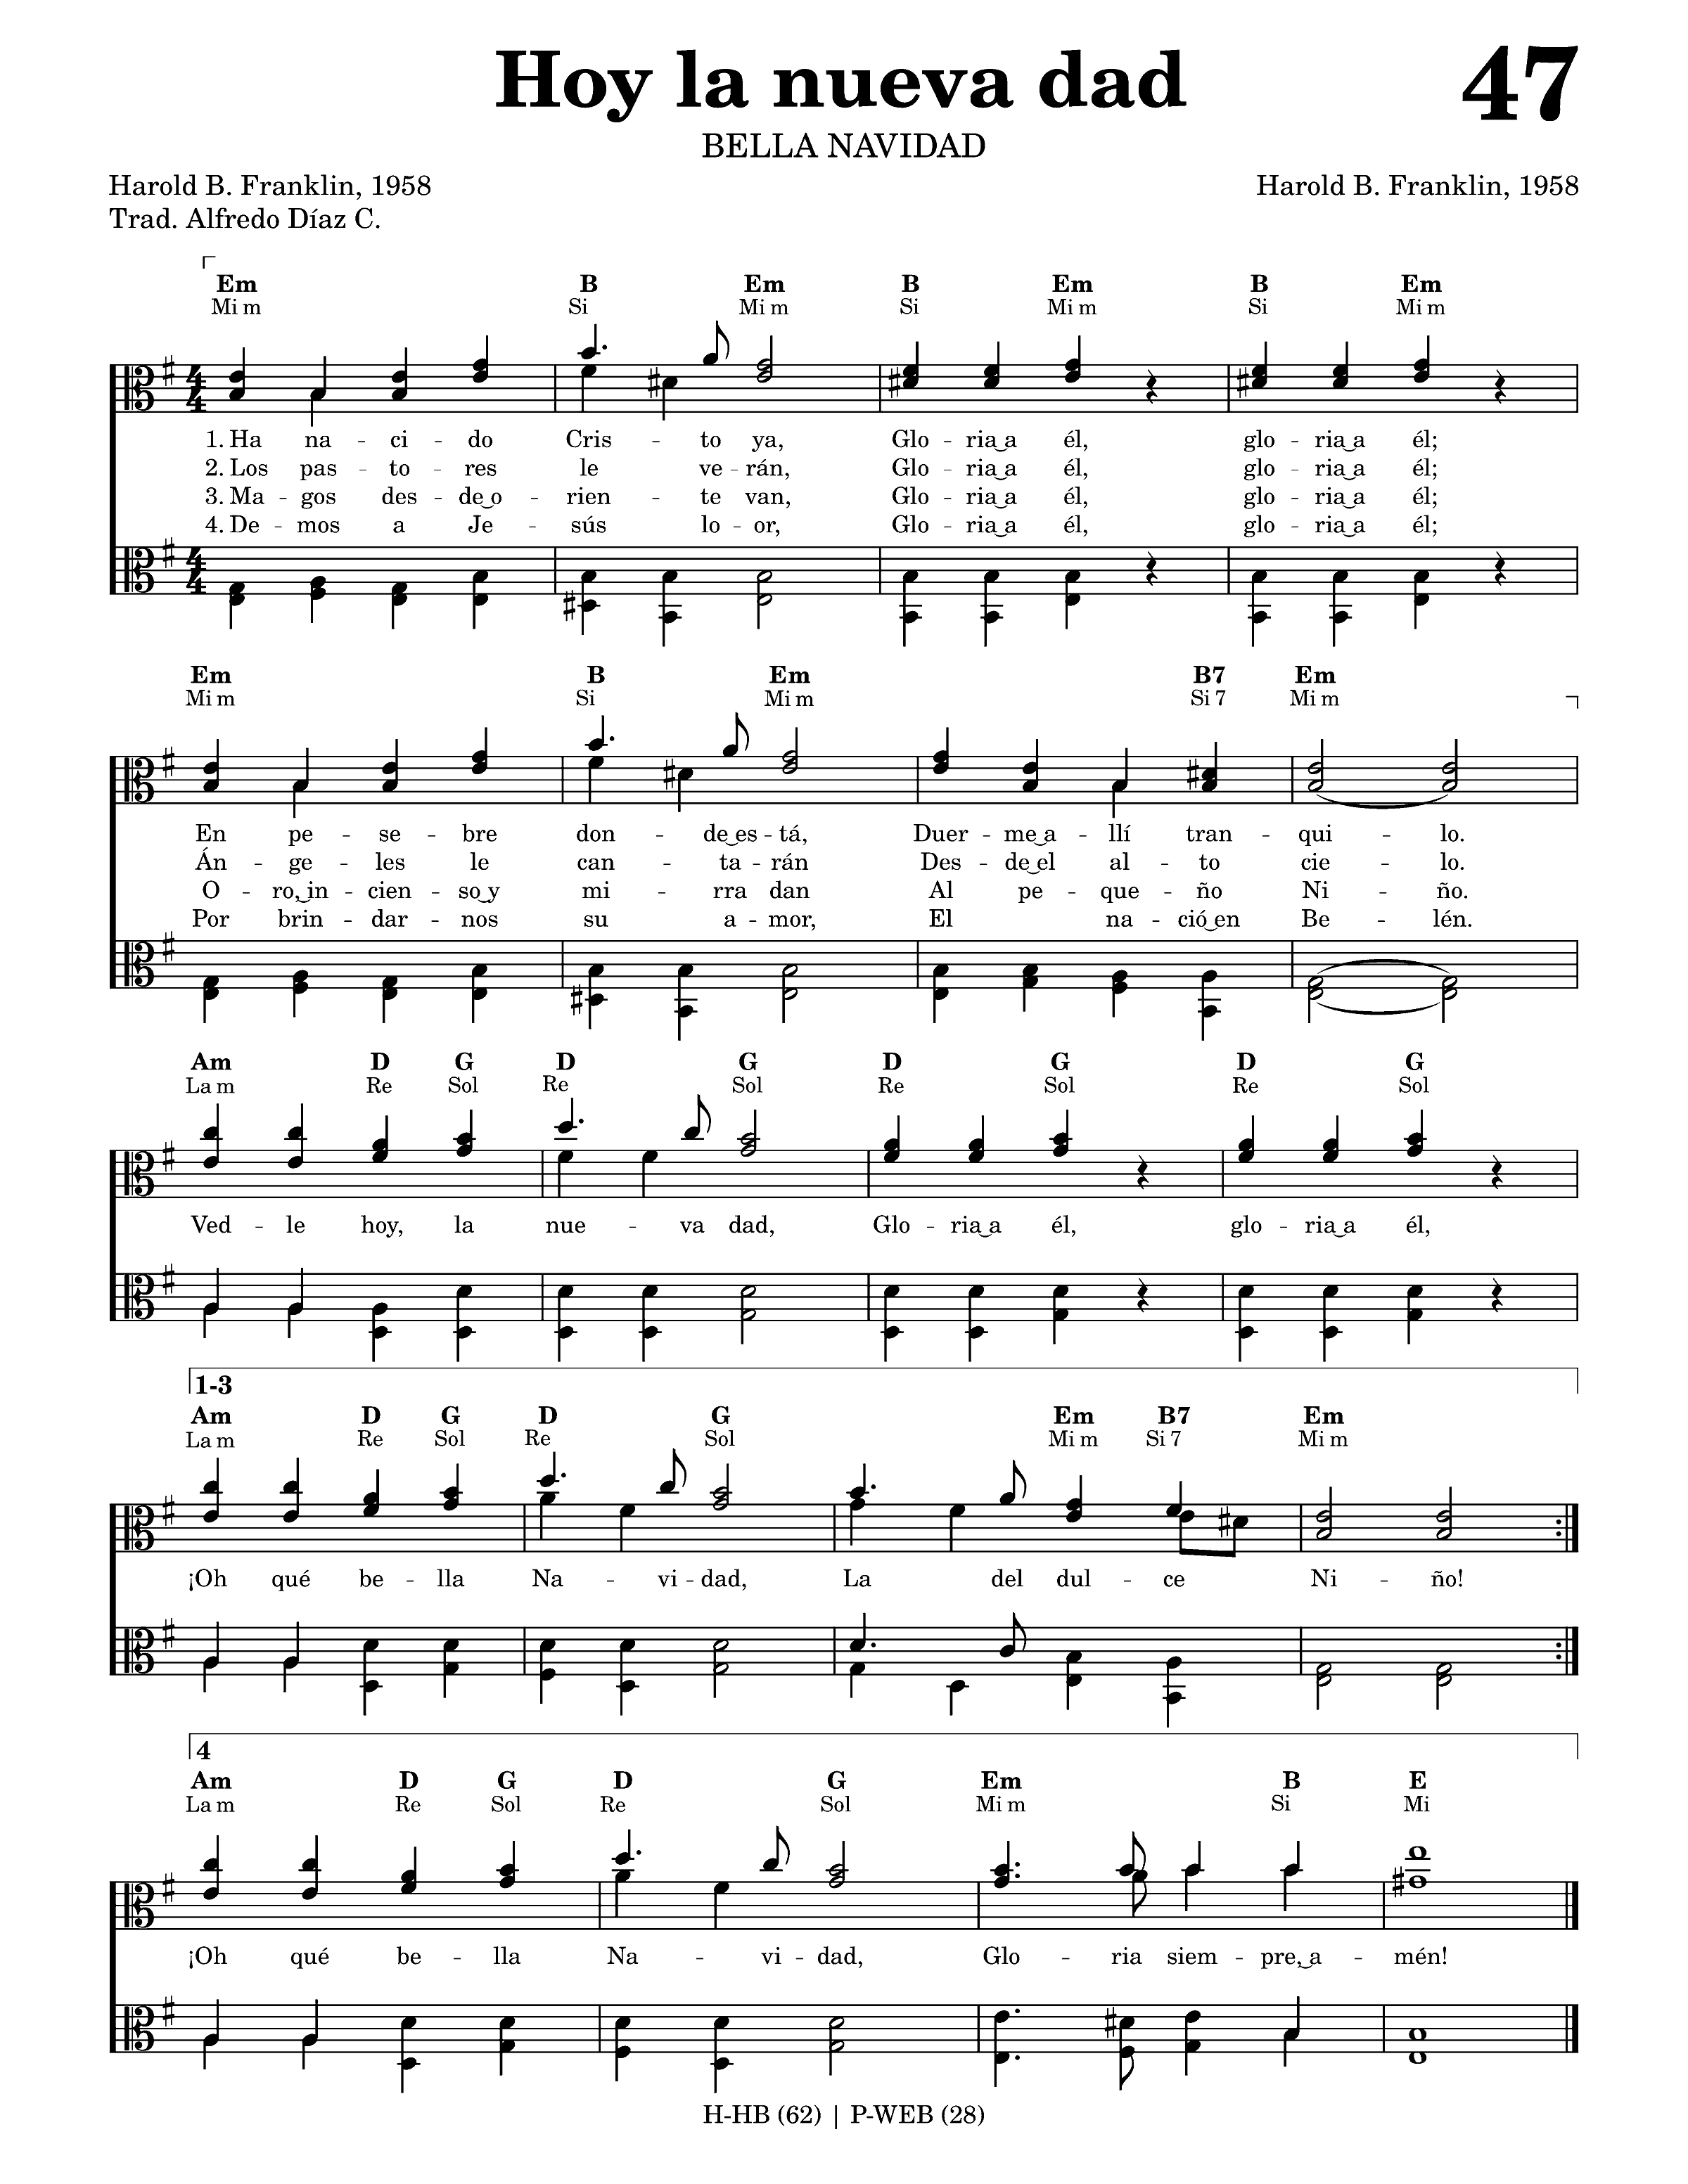 Hoy la nueva dad 47
BELLA NAVIDAD
Harold B. Franklin, 1958 Harold B. Franklin, 1958
Trad. Alfredo Díaz C.
Em B Em B Em B Em
Mi m Si Mi m Si Mi m Si Mi m
1. Ha na -- ci -- do Cris -- to ya, Glo -- ria‿a él, glo -- ria‿a él;
2. Los pas -- to -- res le ve -- rán, Glo -- ria‿a él, glo -- ria‿a él;
3. Ma -- gos des -- de‿o -- rien -- te van, Glo -- ria‿a él, glo -- ria‿a él;
4. De -- mos a Je -- sús lo -- or, Glo -- ria‿a él, glo -- ria‿a él;
Em B Em B7 Em
Mi m Si Mi m Si 7 Mi m
En pe -- se -- bre don -- de‿es -- tá, Duer -- me‿a -- llí tran -- qui -- lo.
Án -- ge -- les le can -- ta -- rán Des -- de‿el al -- to cie -- lo.
O -- ro,‿in -- cien -- so‿y mi -- rra dan Al pe -- que -- ño Ni -- ño.
Por brin -- dar -- nos su a -- mor, El na -- ció‿en Be -- lén.
Am D G D G D G D G
La m Re Sol Re Sol Re Sol Re Sol
Ved -- le hoy, la nue -- va dad, Glo -- ria‿a él, glo -- ria‿a él,
1-3
Am D G D G Em B7 Em
La m Re Sol Re Sol Mi m Si 7 Mi m
¡Oh qué be -- lla Na -- vi -- dad, La del dul -- ce Ni -- ño!
4
Am D G D G Em B E
La m Re Sol Re Sol Mi m Si Mi
¡Oh qué be -- lla Na -- vi -- dad, Glo -- ria siem -- pre,‿a -- mén!
H-HB (62) | P-WEB (28)